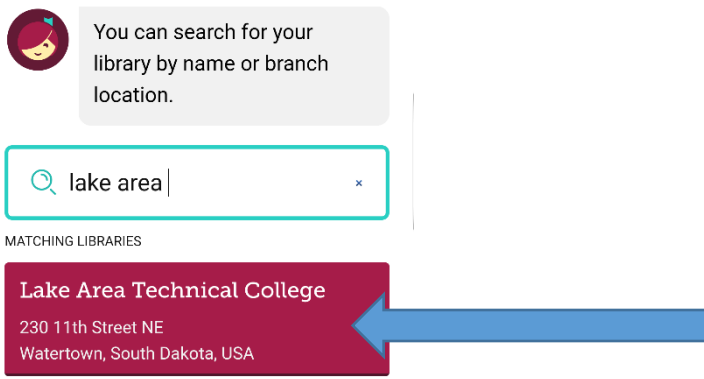 You can search for your
library by name or branch
location.
lake area
×
MATCHING LIBRARIES
Lake Area Technical College
230 11th Street NE
Watertown, South Dakota, USA